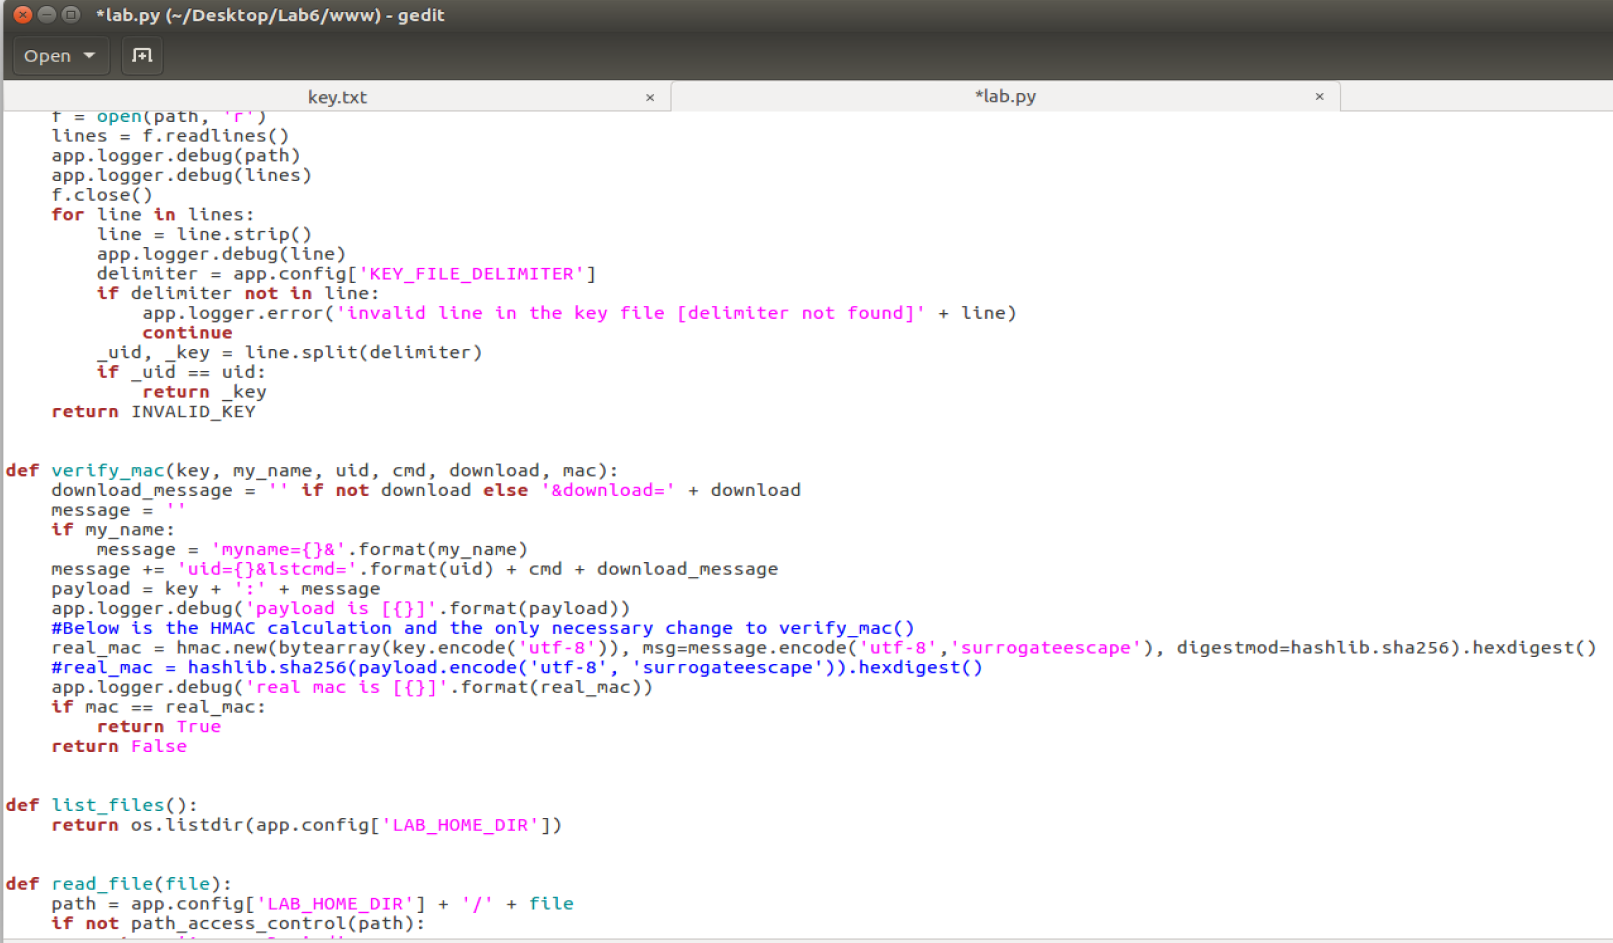 *lab.py (~/Desktop/Lab6/www) - gedit
Open
key.txt × *lab.py ×
f = open(path, 'r')
lines = f.readlines()
app.logger.debug(path)
app.logger.debug(lines)
f.close()
for line in lines:
line = line.strip()
app.logger.debug(line)
delimiter = app.config['KEY_FILE_DELIMITER']
if delimiter not in line:
app.logger.error('invalid line in the key file [delimiter not found]' + line)
continue
_uid, _key = line.split(delimiter)
if _uid == uid:
return _key
return INVALID_KEY
def verify_mac(key, my_name, uid, cmd, download, mac):
download_message = '' if not download else '&download=' + download
message = ''
if my_name:
message = 'myname={}&'.format(my_name)
message += 'uid={}&lstcmd='.format(uid) + cmd + download_message
payload = key + ':' + message
app.logger.debug('payload is [{}]'.format(payload))
#Below is the HMAC calculation and the only necessary change to verify_mac()
real_mac = hmac.new(bytearray(key.encode('utf-8')), msg=message.encode('utf-8','surrogateescape'), digestmod=hashlib.sha256).hexdigest()
#real_mac = hashlib.sha256(payload.encode('utf-8', 'surrogateescape')).hexdigest()
app.logger.debug('real mac is [{}]'.format(real_mac))
if mac == real_mac:
return True
return False
def list_files():
return os.listdir(app.config['LAB_HOME_DIR'])
def read_file(file):
path = app.config['LAB_HOME_DIR'] + '/' + file
if not path_access_control(path):